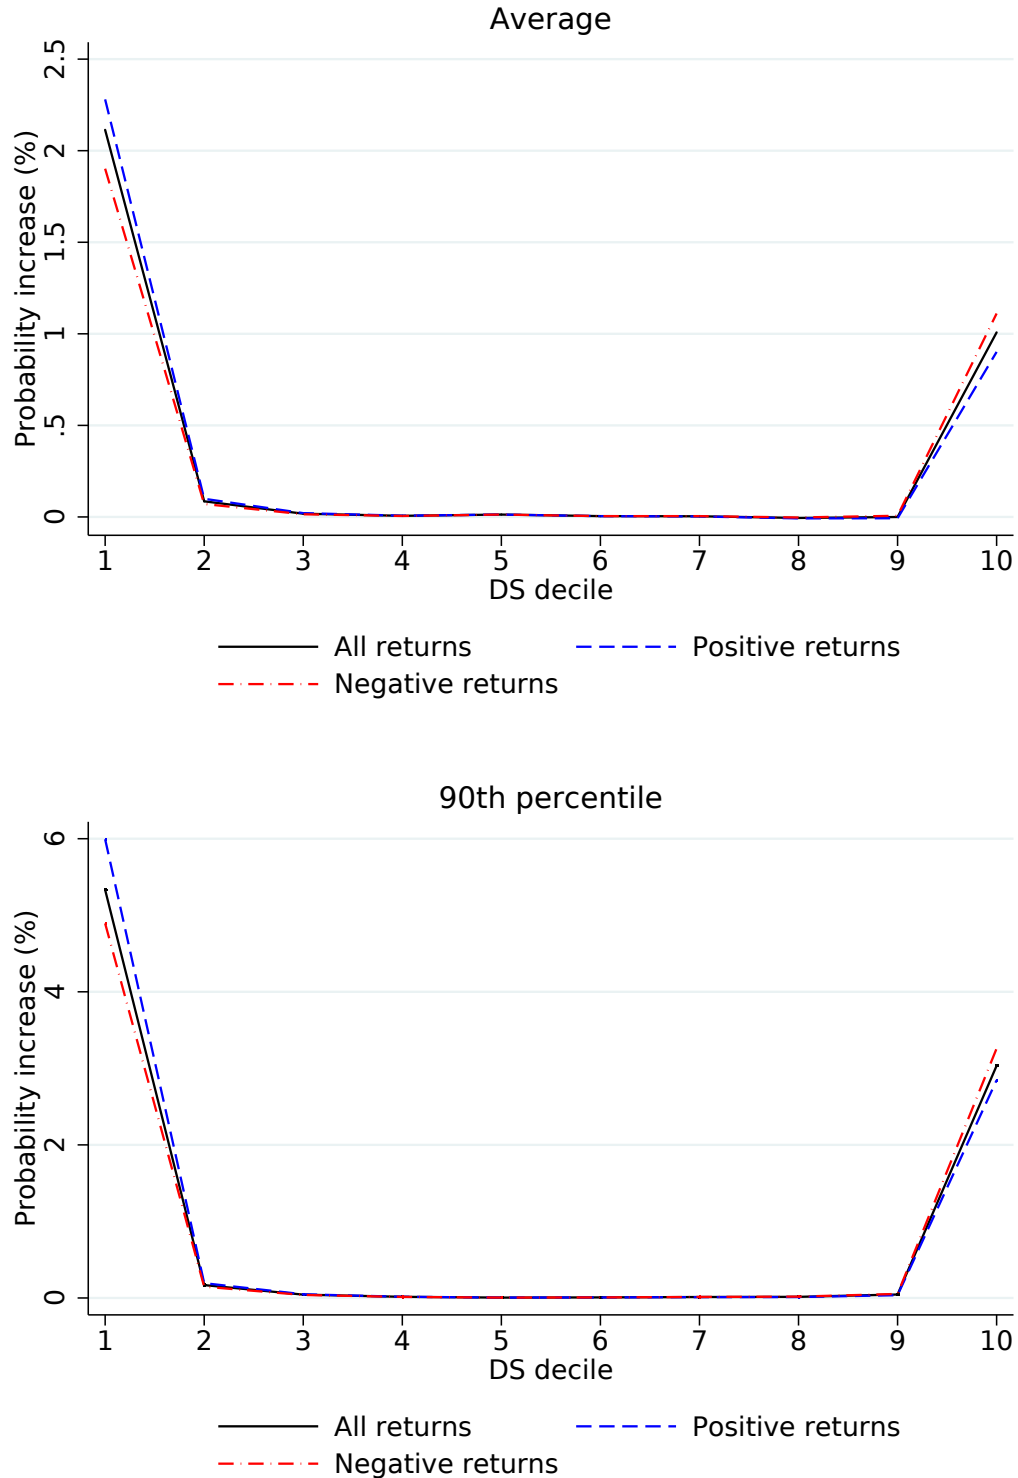 Average
Probability increase (%)
2.5
2
1.5
1
.5
0
1 2 3 4 5 6 7 8 9 10
DS decile
All returns Positive returns
Negative returns
90th percentile
Probability increase (%)
6
4
2
0
1 2 3 4 5 6 7 8 9 10
DS decile
All returns Positive returns
Negative returns